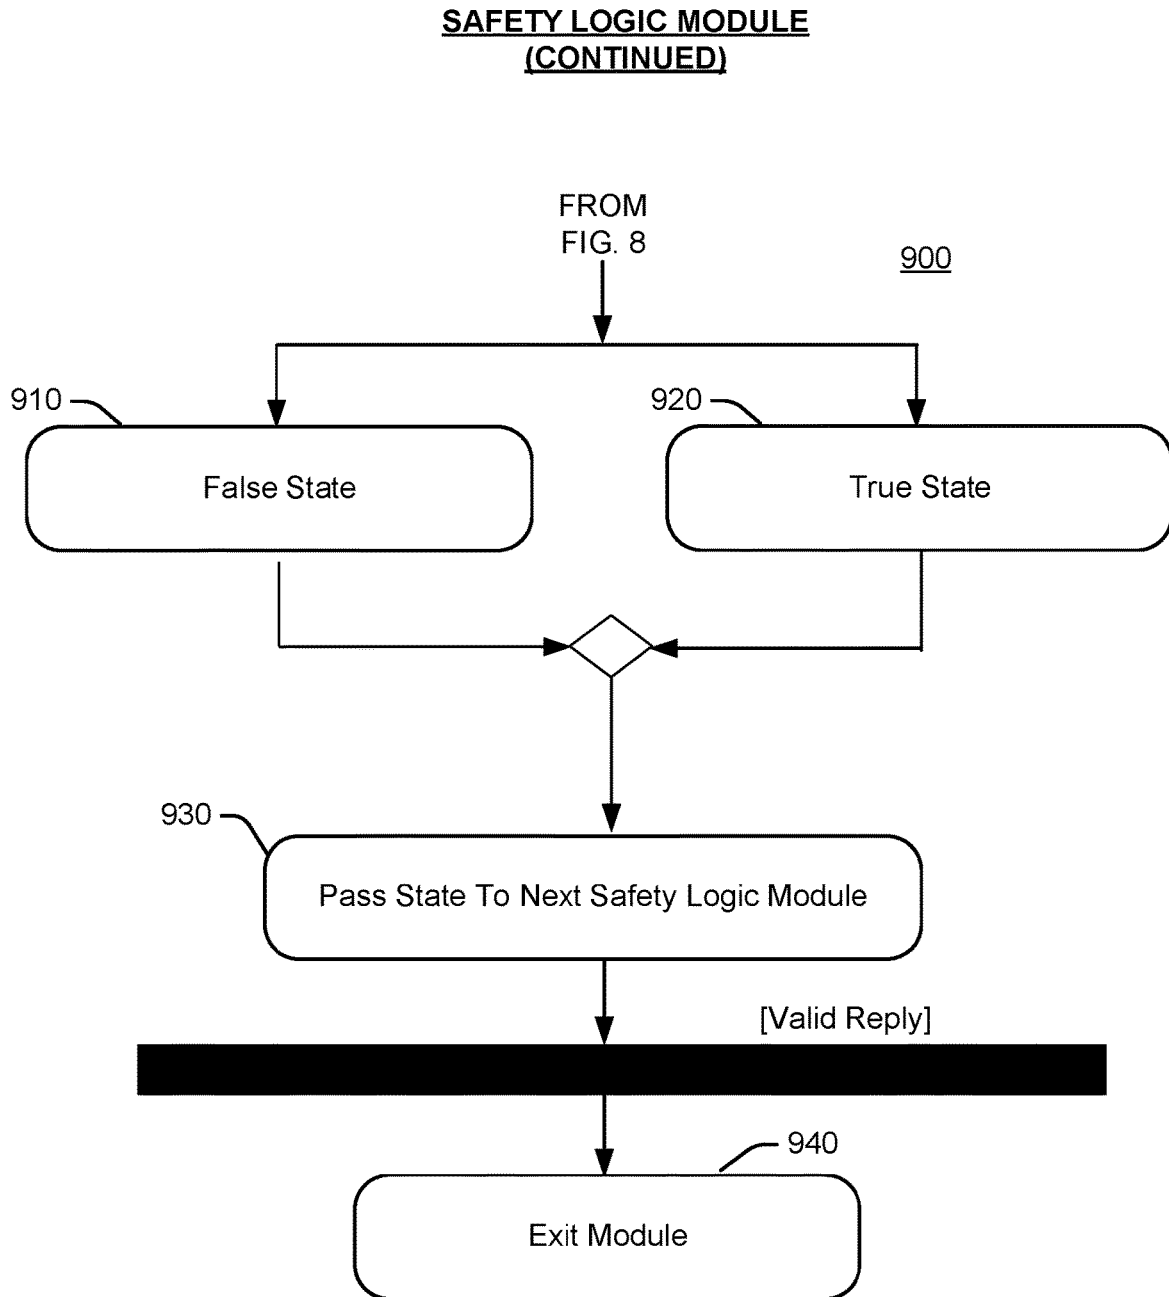 SAFETY LOGIC MODULE
(CONTINUED)
FROM
FIG. 8
900
910
920
False State
True State
930
Pass State To Next Safety Logic Module
[Valid Reply]
940
Exit Module